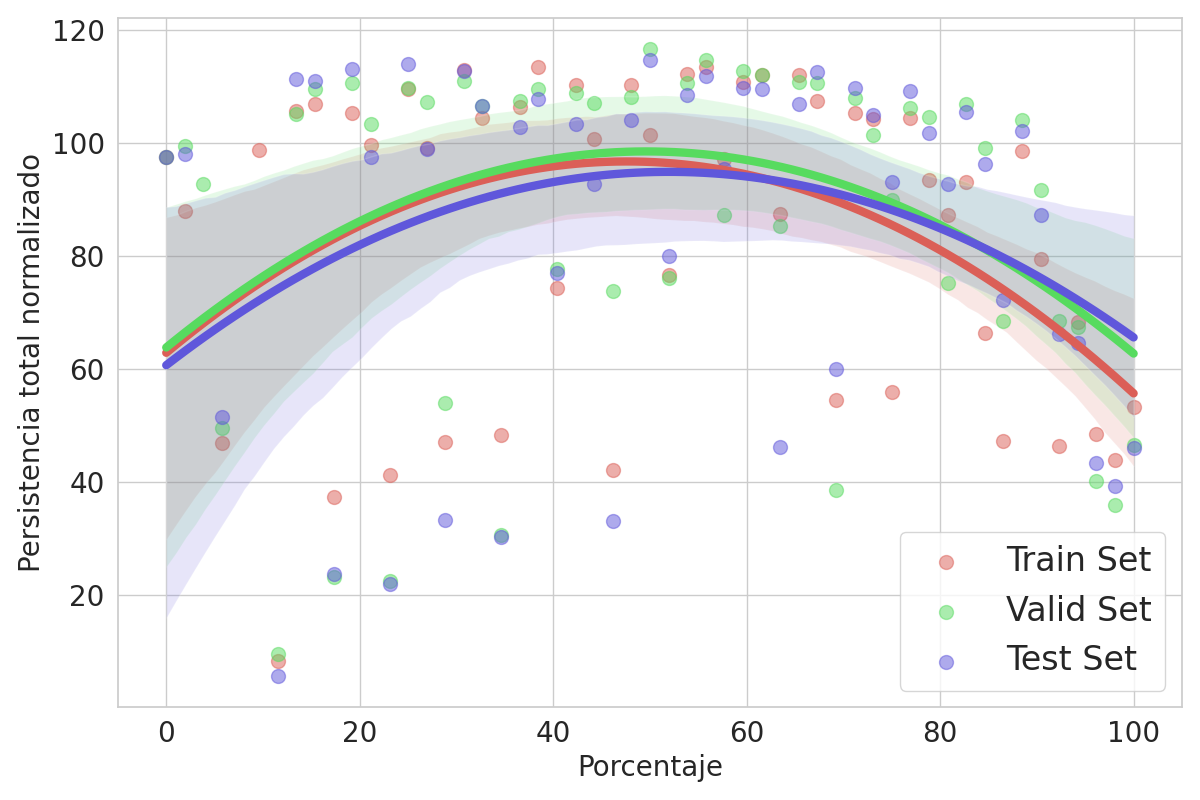 120
100
80
60
40
20
Persistencia total normalizado
0 20 40 60 80 100
Porcentaje
Train Set
Valid Set
Test Set